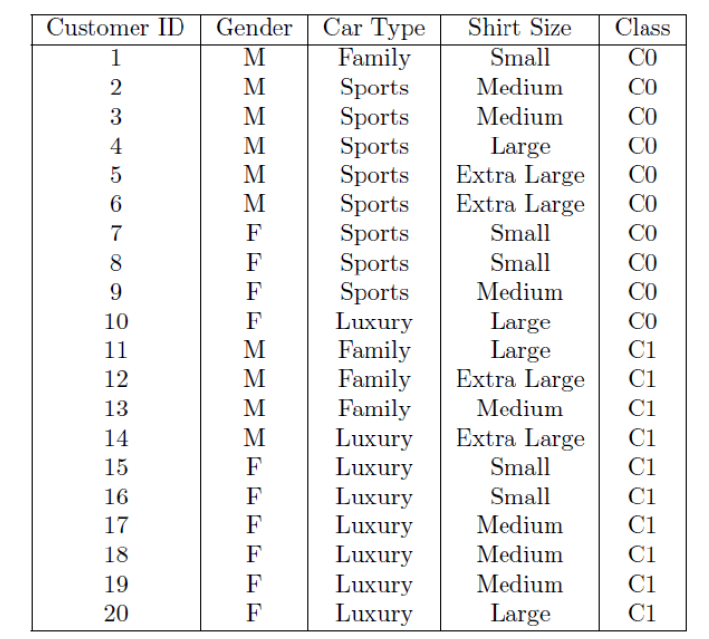 Customer ID Gender Car Type Shirt Size Class
1 M Family Small C0
2 M Sports Medium C0
3 M Sports Medium C0
4 M Sports Large C0
5 M Sports Extra Large C0
6 M Sports Extra Large C0
7 F Sports Small C0
8 F Sports Small C0
9 F Sports Medium C0
10 F Luxury Large C0
11 M Family Large C1
12 M Family Extra Large C1
13 M Family Medium C1
14 M Luxury Extra Large C1
15 F Luxury Small C1
16 F Luxury Small C1
17 F Luxury Medium C1
18 F Luxury Medium C1
19 F Luxury Medium C1
20 F Luxury Large C1